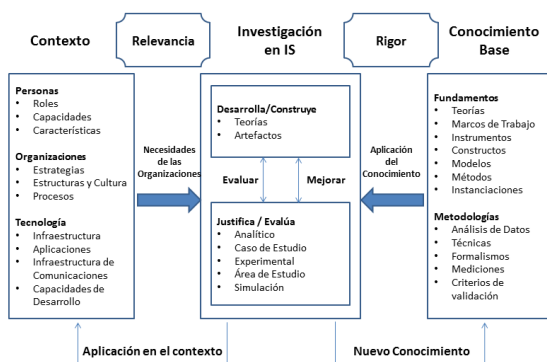 Contexto
Relevancia
Investigación
en IS
Rigor
Conocimiento
Base
Personas
• Roles
• Capacidades
• Características
Organizaciones
• Estrategias
• Estructuras y Cultura
• Procesos
Tecnología
• Infraestructura
• Aplicaciones
• Infraestructura de
Comunicaciones
• Capacidades de
Desarrollo
Necesidades
de las
Organizaciones
Desarrolla/Construye
• Teorías
• Artefactos
Evaluar
Mejorar
Justifica / Evalúa
• Analítico
• Caso de Estudio
• Experimental
• Área de Estudio
• Simulación
Aplicación
del
Conocimiento
Fundamentos
• Teorías
• Marcos de Trabajo
• Instrumentos
• Constructos
• Modelos
• Métodos
• Instanciaciones
Metodologías
• Análisis de Datos
• Técnicas
• Formalismos
• Mediciones
• Criterios de
validación
Aplicación en el contexto
Nuevo Conocimiento